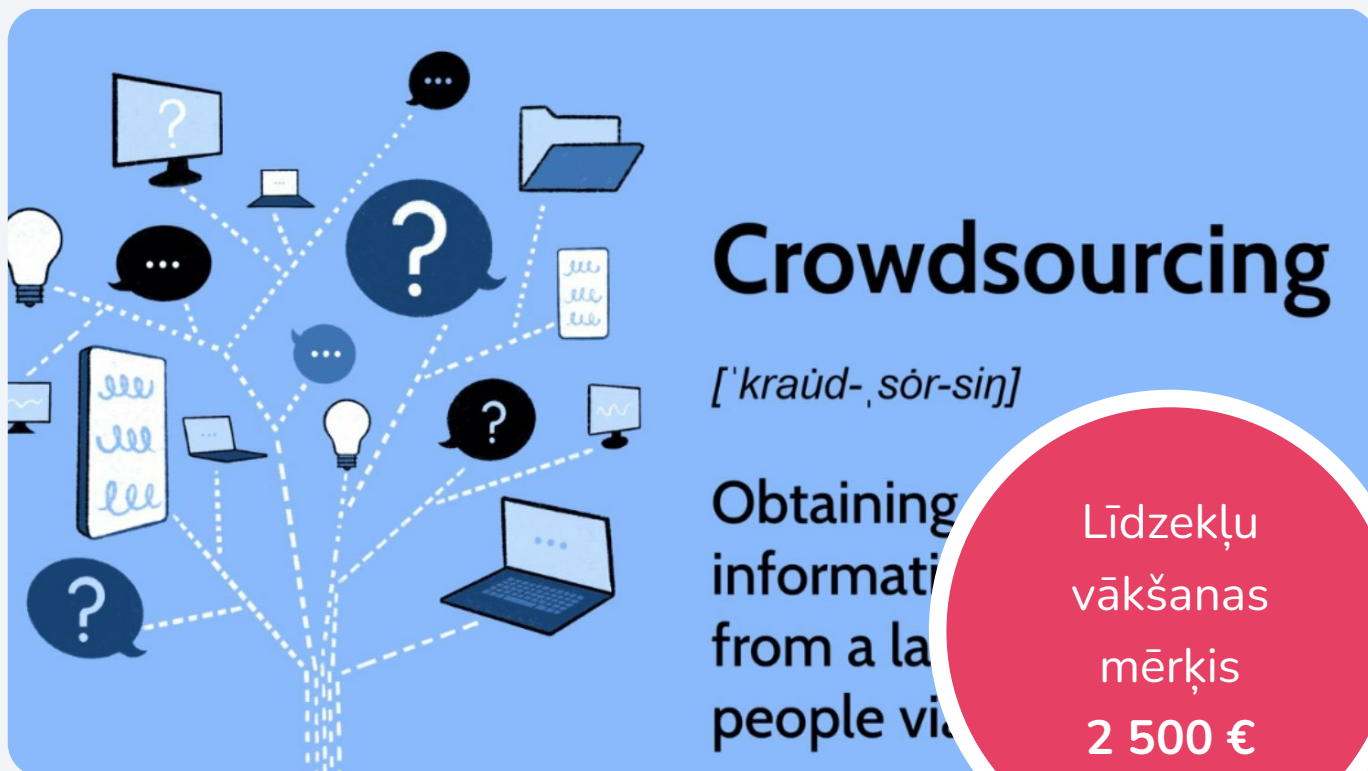 Crowdsourcing
[ˈkrau̇d-ˌsȯr-siŋ]
Obtaining
informati
from a la
people via
Līdzekļu
vākšanas
mērķis
2 500 €